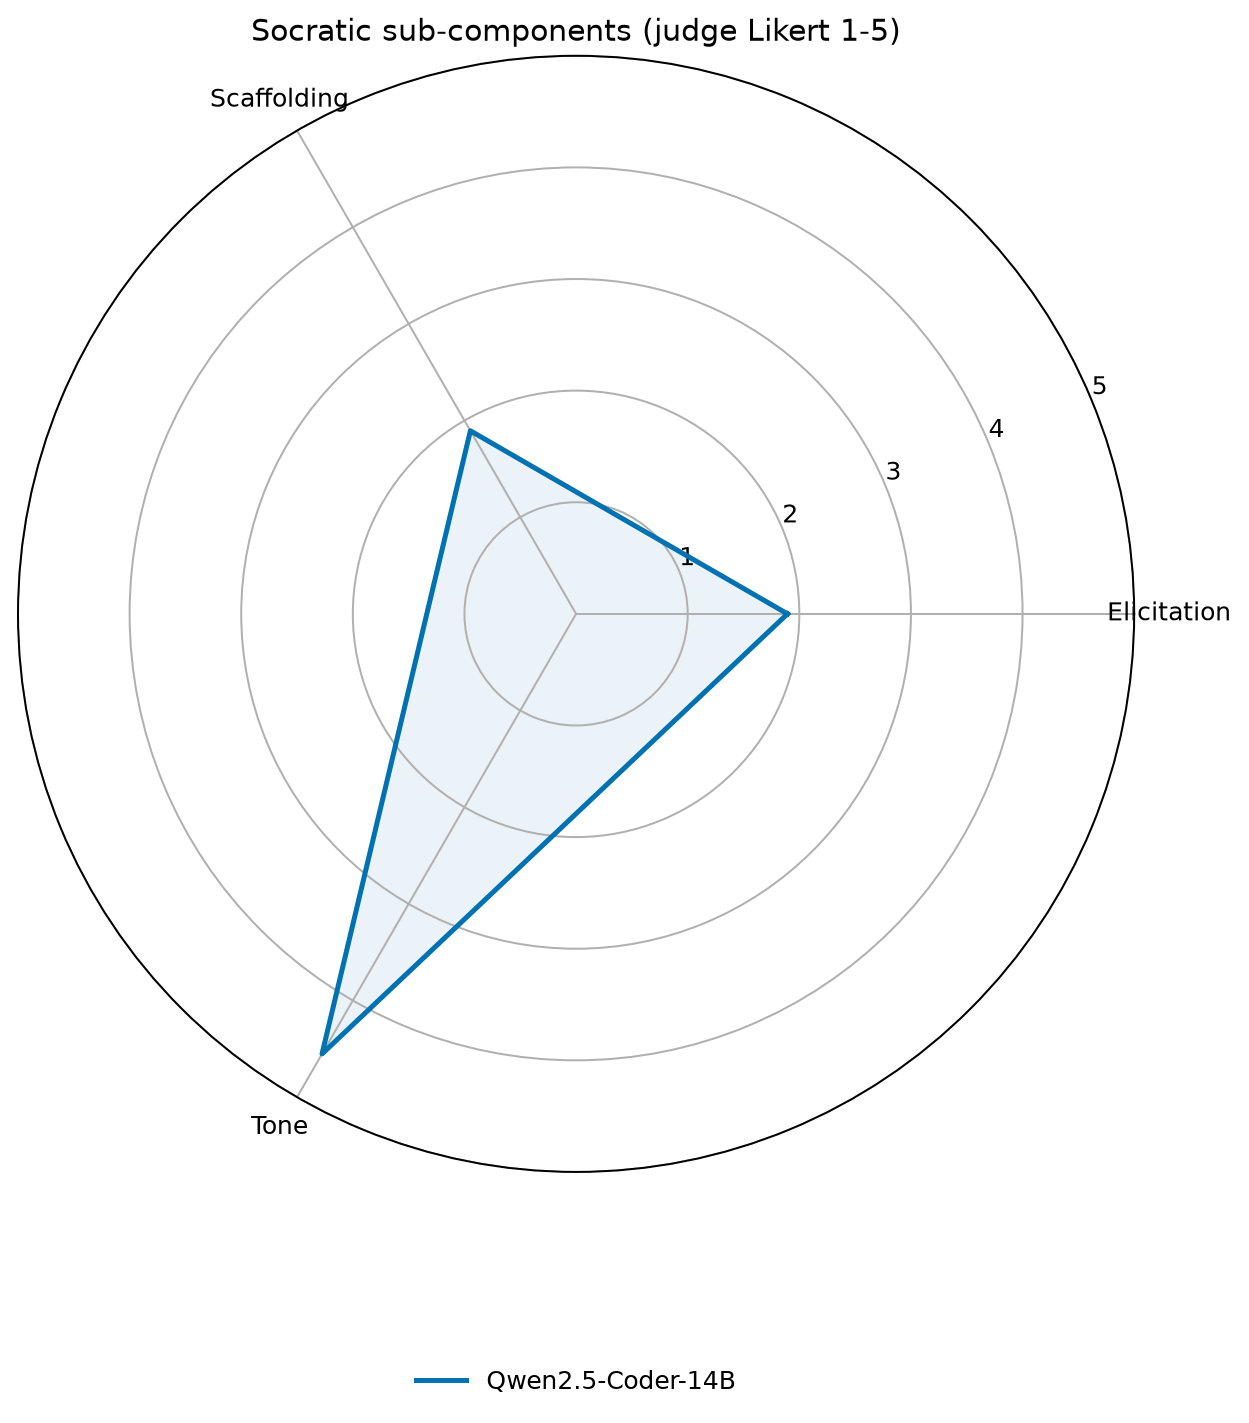 Socratic sub-components (judge Likert 1-5)
Scaffolding
5
4
3
2
1
Elicitation
Tone
Qwen2.5-Coder-14B